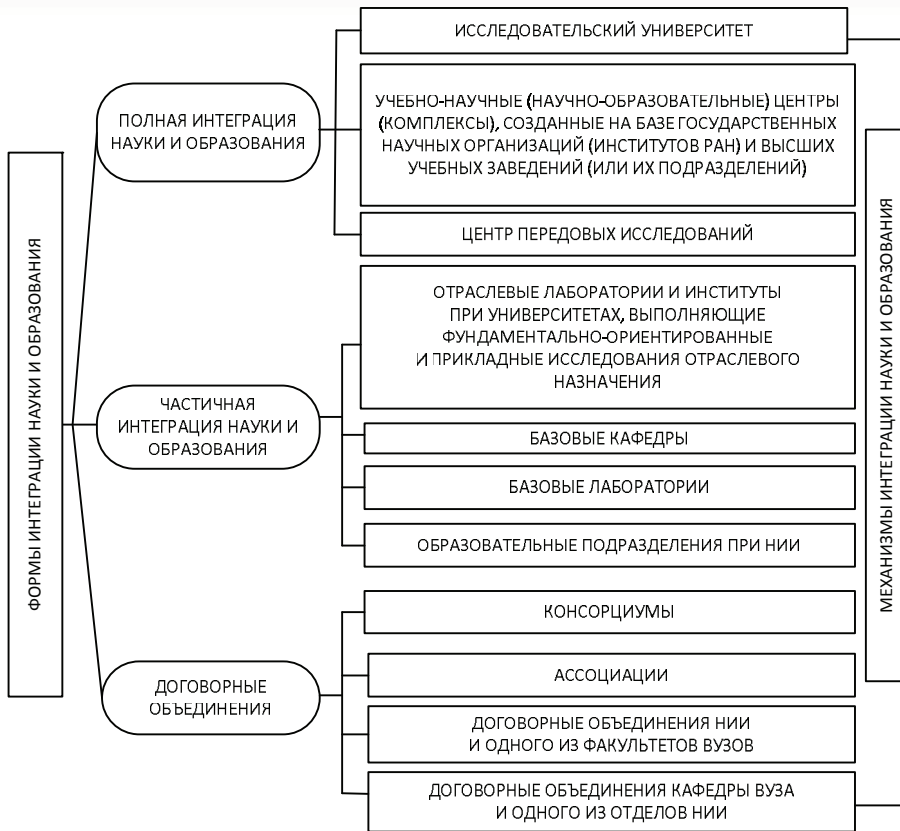 ФОРМЫ ИНТЕГРАЦИИ НАУКИ И ОБРАЗОВАНИЯ
ПОЛНАЯ ИНТЕГРАЦИЯ
НАУКИ И ОБРАЗОВАНИЯ
ИССЛЕДОВАТЕЛЬСКИЙ УНИВЕРСИТЕТ
УЧЕБНО-НАУЧНЫЕ (НАУЧНО-ОБРАЗОВАТЕЛЬНЫЕ) ЦЕНТРЫ
(КОМПЛЕКСЫ), СОЗДАННЫЕ НА БАЗЕ ГОСУДАРСТВЕННЫХ
НАУЧНЫХ ОРГАНИЗАЦИЙ (ИНСТИТУТОВ РАН) И ВЫСШИХ
УЧЕБНЫХ ЗАВЕДЕНИЙ (ИЛИ ИХ ПОДРАЗДЕЛЕНИЙ)
ЦЕНТР ПЕРЕДОВЫХ ИССЛЕДОВАНИЙ
ЧАСТИЧНАЯ
ИНТЕГРАЦИЯ НАУКИ И
ОБРАЗОВАНИЯ
ОТРАСЛЕВЫЕ ЛАБОРАТОРИИ И ИНСТИТУТЫ
ПРИ УНИВЕРСИТЕТАХ, ВЫПОЛНЯЮЩИЕ
ФУНДАМЕНТАЛЬНО-ОРИЕНТИРОВАННЫЕ
И ПРИКЛАДНЫЕ ИССЛЕДОВАНИЯ ОТРАСЛЕВОГО
НАЗНАЧЕНИЯ
БАЗОВЫЕ КАФЕДРЫ
БАЗОВЫЕ ЛАБОРАТОРИИ
ОБРАЗОВАТЕЛЬНЫЕ ПОДРАЗДЕЛЕНИЯ ПРИ НИИ
ДОГОВОРНЫЕ
ОБЪЕДИНЕНИЯ
КОНСОРЦИУМЫ
АССОЦИАЦИИ
ДОГОВОРНЫЕ ОБЪЕДИНЕНИЯ НИИ
И ОДНОГО ИЗ ФАКУЛЬТЕТОВ ВУЗОВ
ДОГОВОРНЫЕ ОБЪЕДИНЕНИЯ КАФЕДРЫ ВУЗА
И ОДНОГО ИЗ ОТДЕЛОВ НИИ
МЕХАНИЗМЫ ИНТЕГРАЦИИ НАУКИ И ОБРАЗОВАНИЯ